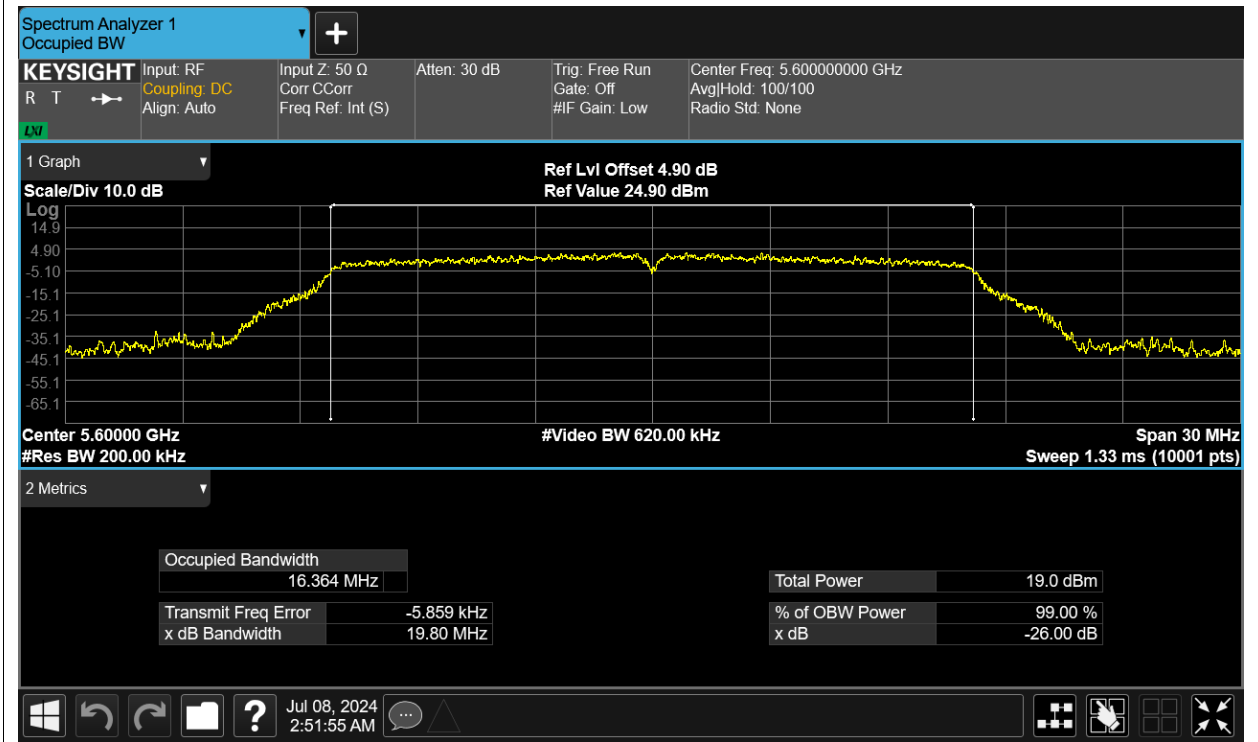 Spectrum Analyzer 1
Occupied BW
+
KEYSIGHT
R T
LXI
Input: RF
Coupling: DC
Align: Auto
Input Z: 50 Ω
Corr CCorr
Freq Ref: Int (S)
Atten: 30 dB
Trig: Free Run
Gate: Off
#IF Gain: Low
Center Freq: 5.600000000 GHz
Avg|Hold: 100/100
Radio Std: None
1 Graph
Scale/Div 10.0 dB
Ref Lvl Offset 4.90 dB
Ref Value 24.90 dBm
Log
14.9
4.90
-5.10
-15.1
-25.1
-35.1
-45.1
-55.1
-65.1
Center 5.60000 GHz
#Video BW 620.00 kHz
Span 30 MHz
#Res BW 200.00 kHz
Sweep 1.33 ms (10001 pts)
2 Metrics
Occupied Bandwidth
16.364 MHz
Transmit Freq Error -5.859 kHz
x dB Bandwidth 19.80 MHz
Total Power 19.0 dBm
% of OBW Power 99.00 %
x dB -26.00 dB
?
Jul 08, 2024
2:51:55 AM